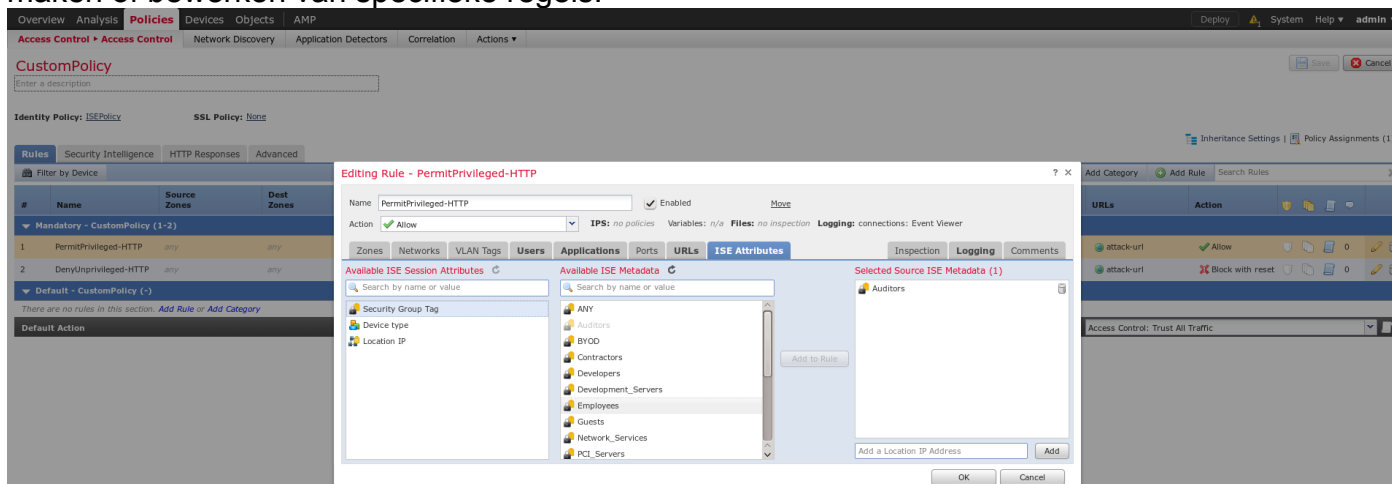 maken of bewerken van specifieke regels.
Overview Analysis Policies Devices Objects AMP Deploy System Help ▾ admin
Access Control ▸ Access Control Network Discovery Application Detectors Correlation Actions ▾
CustomPolicy Save Cancel
Enter a description
Identity Policy: ISEPolicy SSL Policy: None
Inheritance Settings | Policy Assignments (1
Rules Security Intelligence HTTP Responses Advanced
Filter by Device Add Category Add Rule Search Rules
# Name Source Zones Dest Zones URLs Action
Mandatory - CustomPolicy (1-2)
1 PermitPrivileged-HTTP any any attack-url Allow 0
2 DenyUnprivileged-HTTP any any attack-url Block with reset 0
Default - CustomPolicy (-)
There are no rules in this section. Add Rule or Add Category
Default Action Access Control: Trust All Traffic
Editing Rule - PermitPrivileged-HTTP ? X
Name PermitPrivileged-HTTP Enabled Move
Action Allow IPS: no policies Variables: n/a Files: no inspection Logging: connections: Event Viewer
Zones Networks VLAN Tags Users Applications Ports URLs ISE Attributes Inspection Logging Comments
Available ISE Session Attributes Available ISE Metadata Selected Source ISE Metadata (1)
Search by name or value Search by name or value Auditors
Security Group Tag ANY
Device type Auditors
Location IP BYOD
Contractors Add to Rule
Developers
Development_Servers
Employees
Guests
Network_Services
PCI_Servers Add a Location IP Address Add
OK Cancel